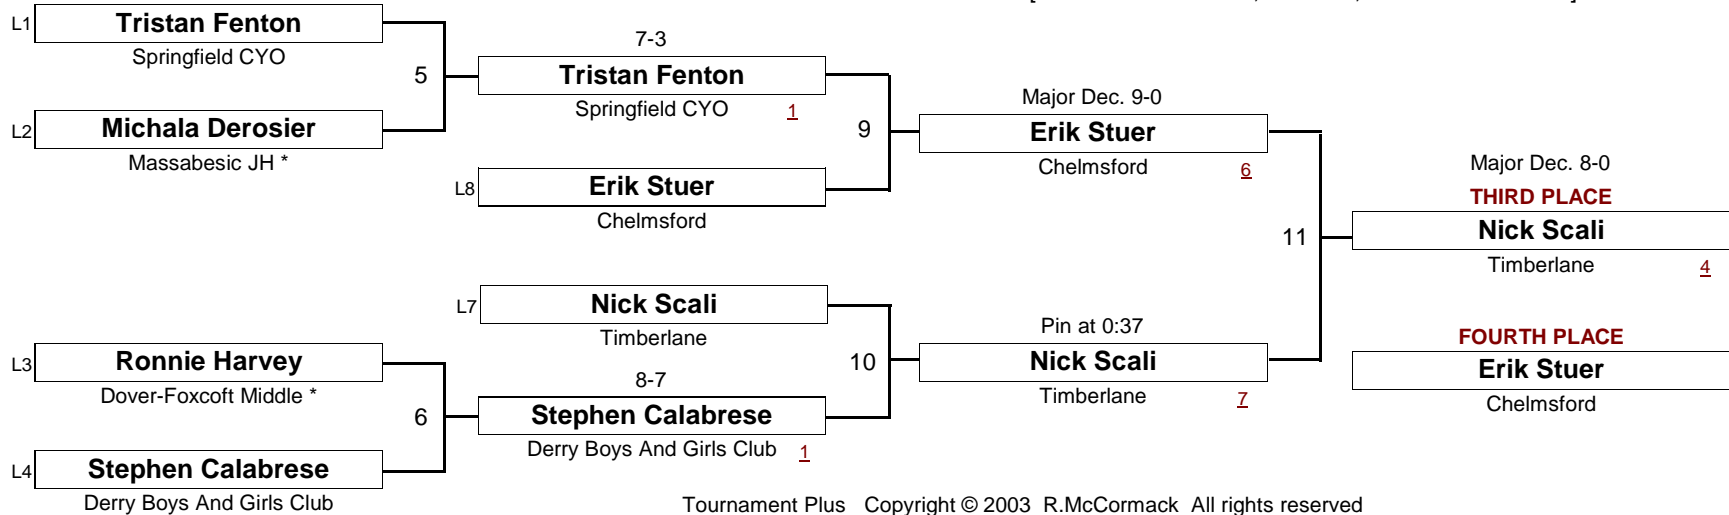 L1 Tristan Fenton
Springfield CYO
5
L2 Michala Derosier
Massabesic JH *
7-3
Tristan Fenton
Springfield CYO 1
9
L8 Erik Stuer
Chelmsford
Major Dec. 9-0
Erik Stuer
Chelmsford 6
L3 Ronnie Harvey
Dover-Foxcoft Middle *
6
L4 Stephen Calabrese
Derry Boys And Girls Club
L7 Nick Scali
Timberlane
10
8-7
Stephen Calabrese
Derry Boys And Girls Club 1
Pin at 0:37
Nick Scali
Timberlane 7
11
Major Dec. 8-0
THIRD PLACE
Nick Scali
Timberlane 4
FOURTH PLACE
Erik Stuer
Chelmsford
Tournament Plus Copyright © 2003 R.McCormack All rights reserved